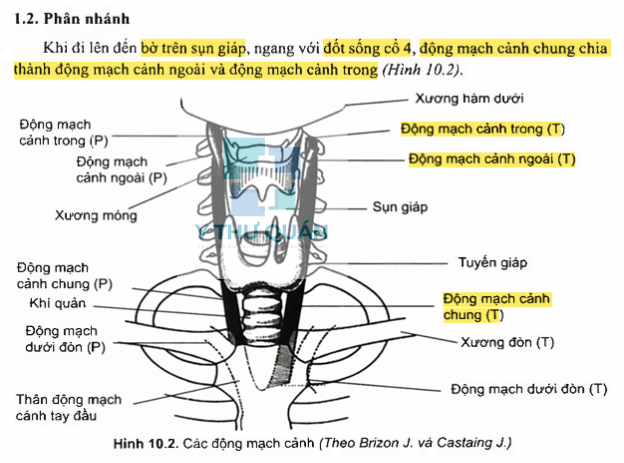 1.2. Phân nhánh
Khi đi lên đến bờ trên sụn giáp, ngang với đốt sống cổ 4, động mạch cảnh chung chia
thành động mạch cảnh ngoài và động mạch cảnh trong (Hình 10.2).
Xương hàm dưới
Động mạch
cảnh trong (P)
Động mạch cảnh trong (T)
Động mạch
cảnh ngoài (P)
Động mạch cảnh ngoài (T)
Xương móng
Sụn giáp
Y THƯ QUÁN
Tuyến giáp
Động mạch
cảnh chung (P)
Khí quản
Động mạch cảnh
chung (T)
Động mạch
dưới đòn (P)
Xương đòn (T)
Động mạch dưới đòn (T)
Thân động mạch
cánh tay đầu
Hình 10.2. Các động mạch cảnh (Theo Brizon J. và Castaing J.)